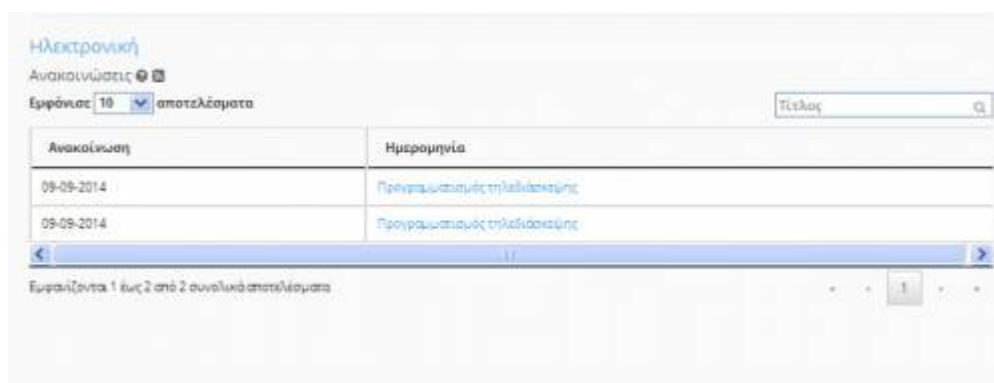 Ηλεκτρονική
Ανακοινώσεις
Εμφάνισε 10 αποτελέσματα
Τίτλος
Ανακοίνωση Ημερομηνία
09-09-2014 Προγραμματισμός τηλεδιάσκεψης
09-09-2014 Προγραμματισμός τηλεδιάσκεψης
Εμφανίζονται 1 έως 2 από 2 συνολικά αποτελέσματα
1